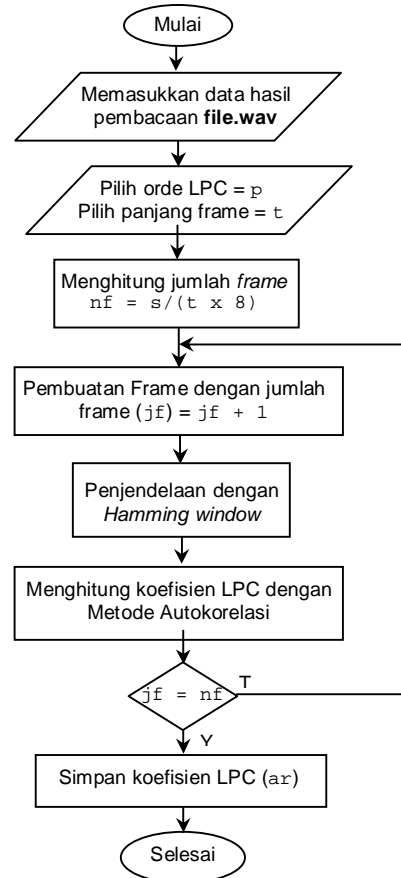 Mulai
Memasukkan data hasil
pembacaan file.wav
Pilih orde LPC = p
Pilih panjang frame = t
Menghitung jumlah frame
nf = s/(t x 8)
Pembuatan Frame dengan jumlah
frame (jf) = jf + 1
Penjendelaan dengan
Hamming window
Menghitung koefisien LPC dengan
Metode Autokorelasi
jf = nf
T
Y
Simpan koefisien LPC (ar)
Selesai